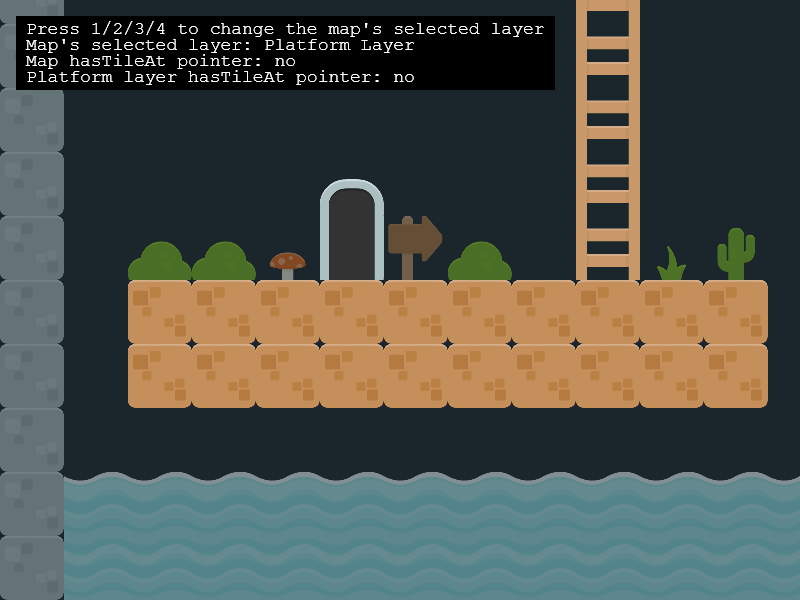 Press 1/2/3/4 to change the map's selected layer
Map's selected layer: Platform Layer
Map hasTileAt pointer: no
Platform layer hasTileAt pointer: no